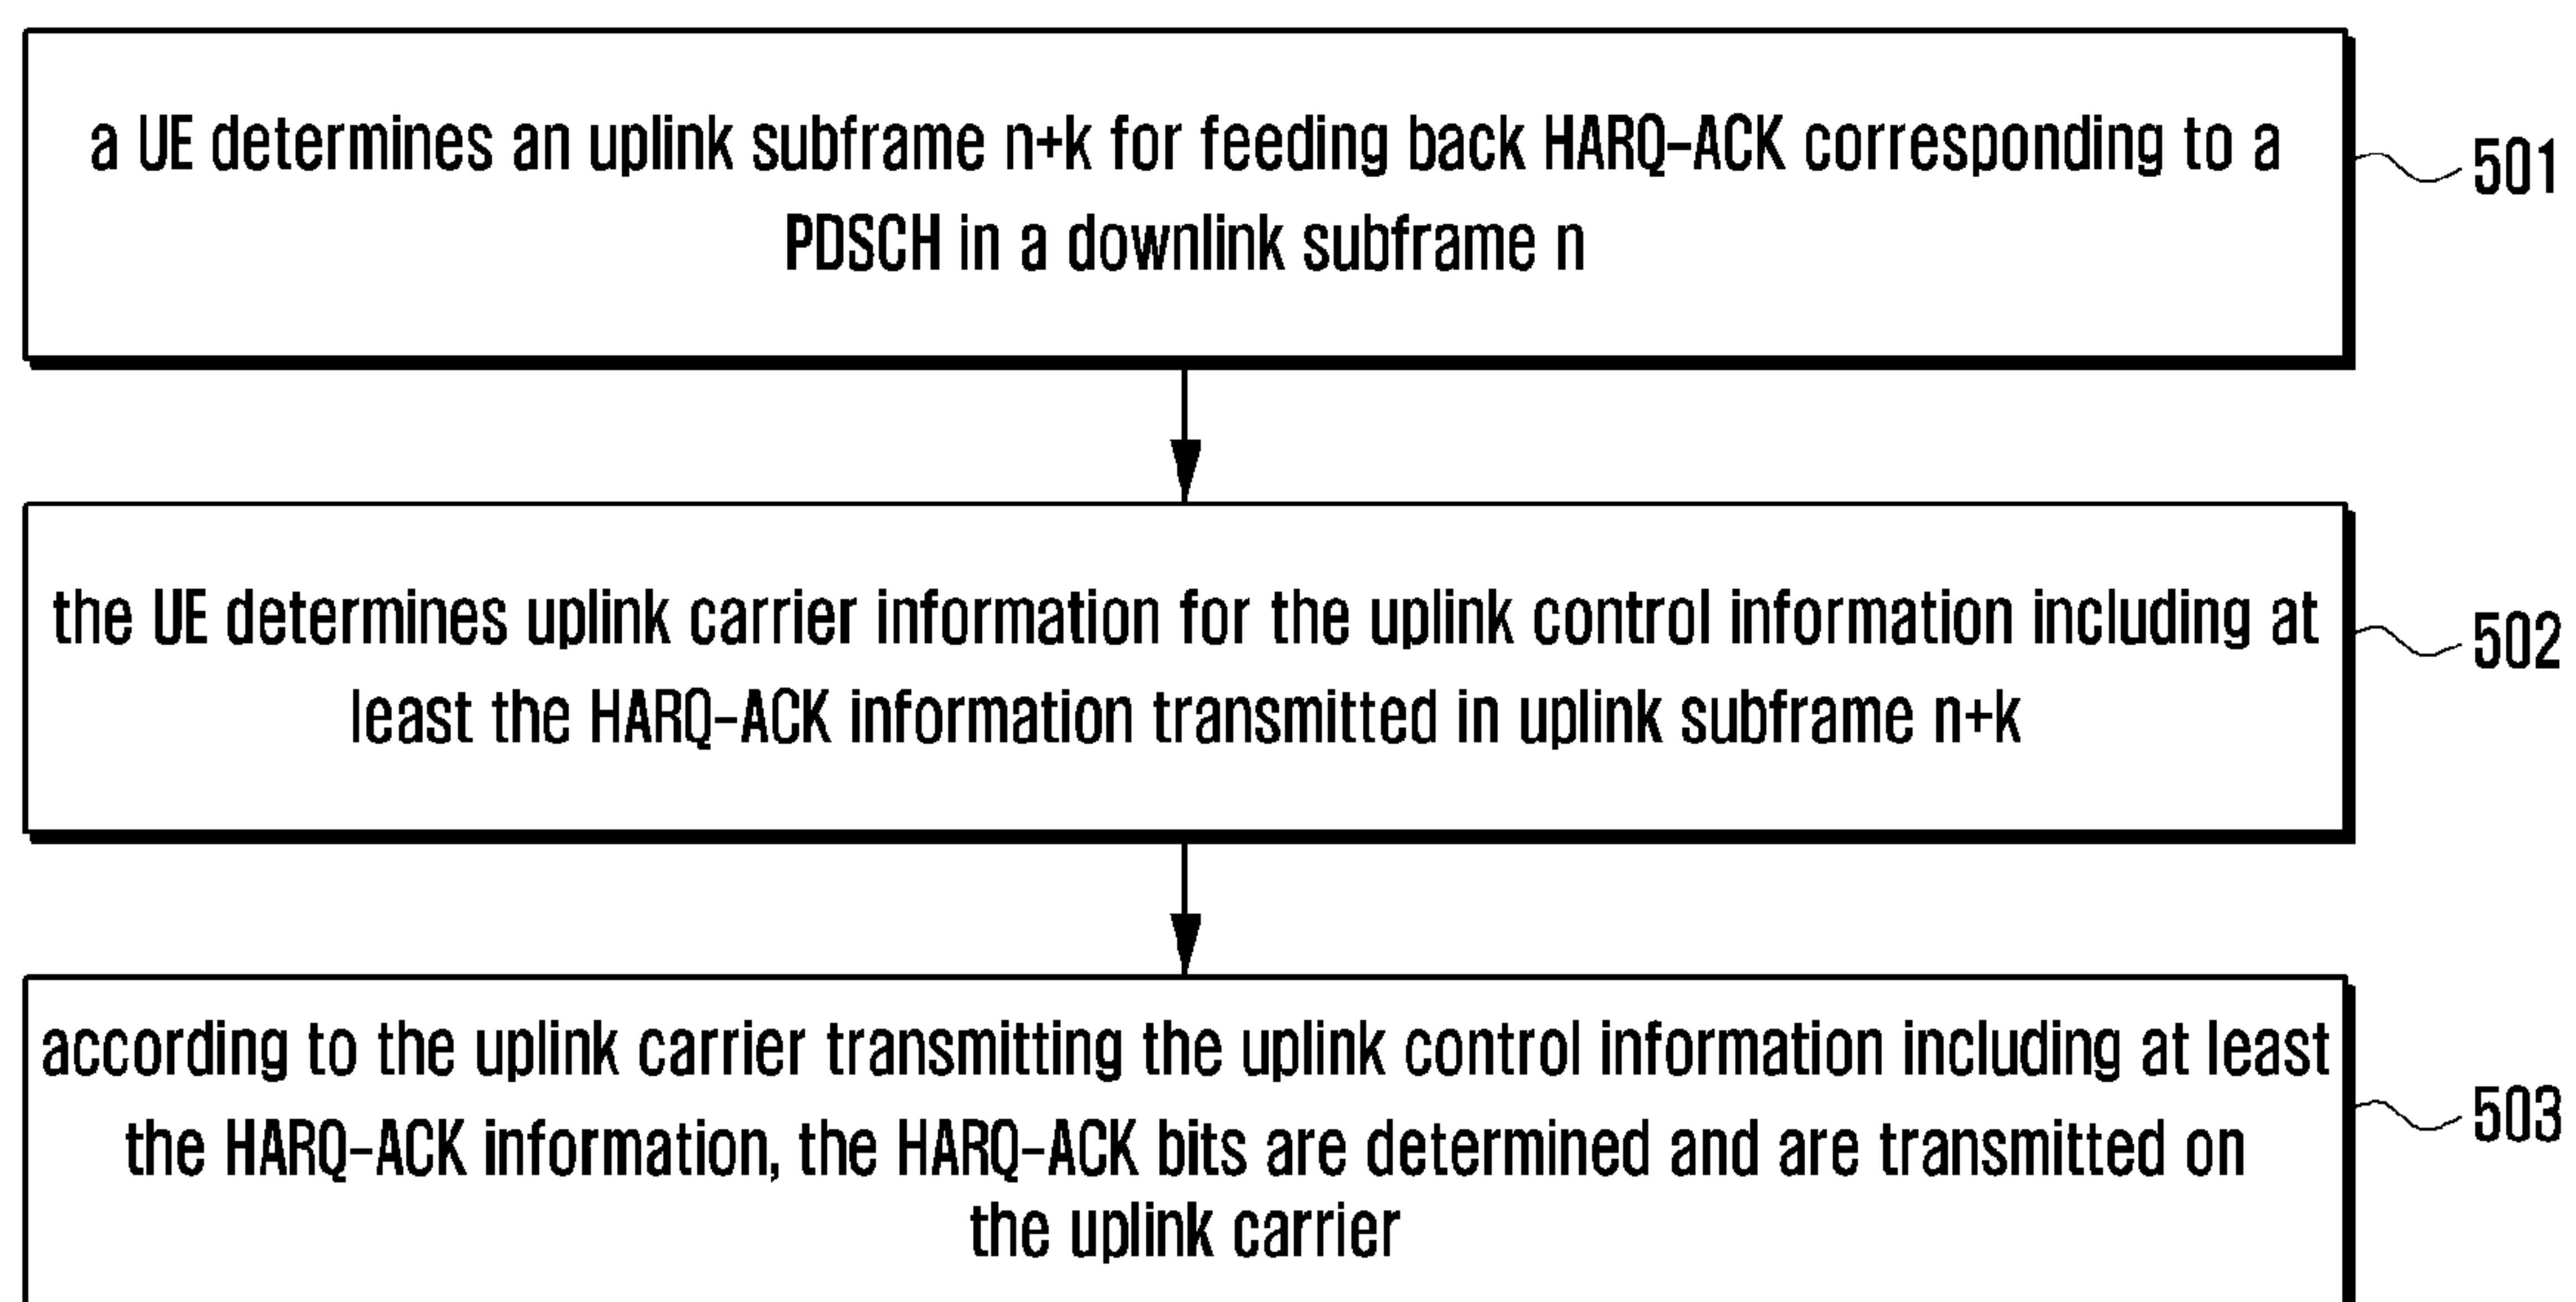 a UE determines an uplink subframe n+k for feeding back HARQ-ACK corresponding to a
PDSCH in a downlink subframe n
501
the UE determines uplink carrier information for the uplink control information including at
least the HARQ-ACK information transmitted in uplink subframe n+k
502
according to the uplink carrier transmitting the uplink control information including at least
the HARQ-ACK information, the HARQ-ACK bits are determined and are transmitted on
the uplink carrier
503